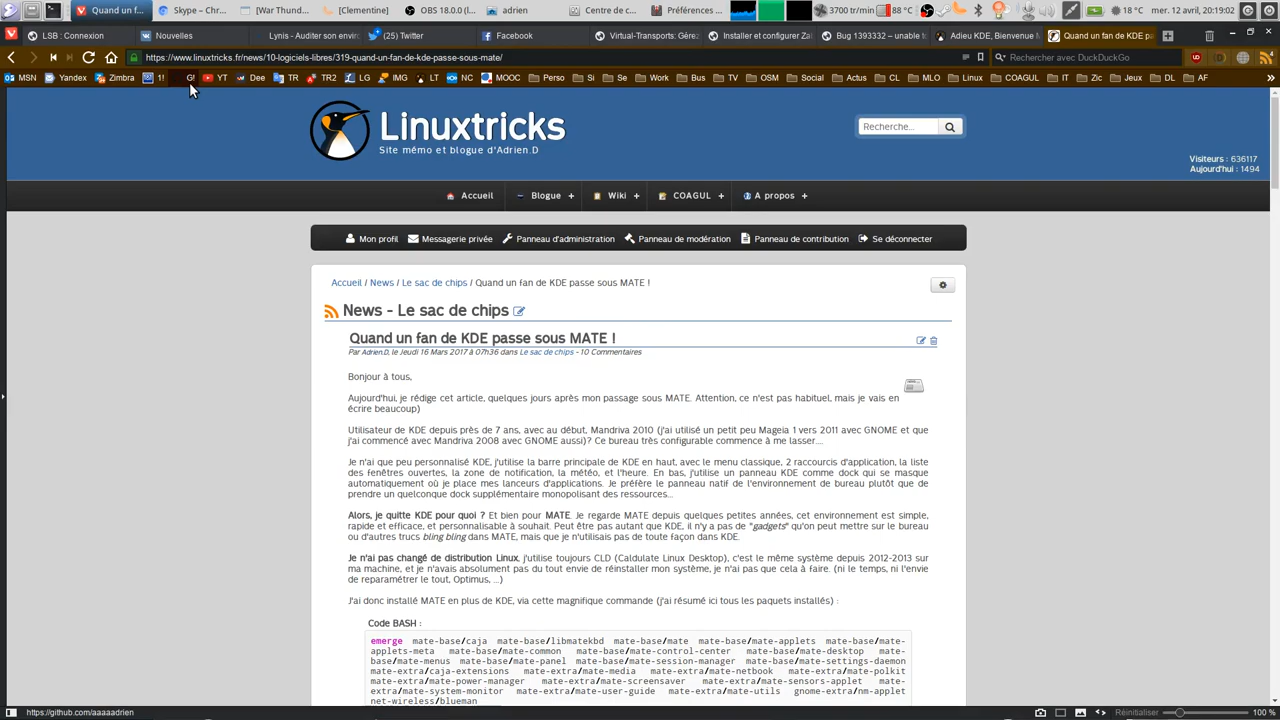 Quand un f...
Skype – Chr...
[War Thund...
[Clementine]
OBS 18.0.0 (l...
adrien
Centre de c...
Préférences ...
3700 tr/min
88 °C
18 °C
mer. 12 avril, 20:19:02
LSB : Connexion
Nouvelles
Lynis - Auditer son envir
(25) Twitter
Facebook
Virtual-Transports: Gérez
Installer et configurer Za
Bug 1393332 – unable to
Adieu KDE, Bienvenue M
Quand un fan de KDE pa
https://www.linuxtricks.fr/news/10-logiciels-libres/319-quand-un-fan-de-kde-passe-sous-mate/
Rechercher avec DuckDuckGo
MSN Yandex Zimbra 1! G! YT Dee TR TR2 LG IMG LT NC MOOC Perso Si Se Work Bus TV OSM Social Actus CL MLO Linux COAGUL IT Zic DL AF »
Linuxtricks
Site mémo et blogue d'Adrien.D
Recherche...
Visiteurs : 636117
Aujourd'hui : 1494
Accueil Blogue + Wiki + COAGUL + A propos +
Mon profil Messagerie privée Panneau d'administration Panneau de modération Panneau de contribution Se déconnecter
Accueil / News / Le sac de chips / Quand un fan de KDE passe sous MATE !
News - Le sac de chips
Quand un fan de KDE passe sous MATE !
Par Adrien.D, le Jeudi 16 Mars 2017 à 07h36 dans Le sac de chips - 10 Commentaires
Bonjour à tous,
Aujourd'hui, je rédige cet article, quelques jours après mon passage sous MATE. Attention, ce n'est pas habituel, mais je vais en
écrire beaucoup)
Utilisateur de KDE depuis près de 7 ans, avec au début, Mandriva 2010 (j'ai utilisé un petit peu Mageia 1 vers 2011 avec GNOME et que
j'ai commencé avec Mandriva 2008 avec GNOME aussi)? Ce bureau très configurable commence à me lasser....
Je n'ai que peu personnalisé KDE, j'utilise la barre principale de KDE en haut, avec le menu classique, 2 raccourcis d'application, la liste
des fenêtres ouvertes, la zone de notification, la météo, et l'heure. En bas, j'utilise un panneau KDE comme dock qui se masque
automatiquement où je place mes lanceurs d'applications. Je préfère le panneau natif de l'environnement de bureau plutôt que de
prendre un quelconque dock supplémentaire monopolisant des ressources...
Alors, je quitte KDE pour quoi ? Et bien pour MATE. Je regarde MATE depuis quelques petites années, cet environnement est simple,
rapide et efficace, et personnalisable à souhait. Peut être pas autant que KDE, il n'y a pas de "gadgets" qu'on peut mettre sur le bureau
ou d'autres trucs bling bling dans MATE, mais que je n'utilisais pas de toute façon dans KDE.
Je n'ai pas changé de distribution Linux, j'utilise toujours CLD (Caldulate Linux Desktop), c'est le même système depuis 2012-2013 sur
ma machine, et je n'avais absolument pas du tout envie de réinstaller mon système, je n'ai pas que cela à faire. (ni le temps, ni l'envie
de reparamétrer le tout, Optimus, ...)
J'ai donc installé MATE en plus de KDE, via cette magnifique commande (j'ai résumé ici tous les paquets installés) :
Code BASH :
emerge mate-base/caja mate-base/libmatekbd mate-base/mate mate-base/mate-applets mate-base/mate-
applets-meta mate-base/mate-common mate-base/mate-control-center mate-base/mate-desktop mate-
base/mate-menus mate-base/mate-panel mate-base/mate-session-manager mate-base/mate-settings-daemon
mate-extra/caja-extensions mate-extra/mate-media mate-extra/mate-netbook mate-extra/mate-polkit
mate-extra/mate-power-manager mate-extra/mate-screensaver mate-extra/mate-sensors-applet mate-
extra/mate-system-monitor mate-extra/mate-user-guide mate-extra/mate-utils gnome-extra/nm-applet
net-wireless/blueman
https://github.com/aaaaadrien
Réinitialiser
100 %